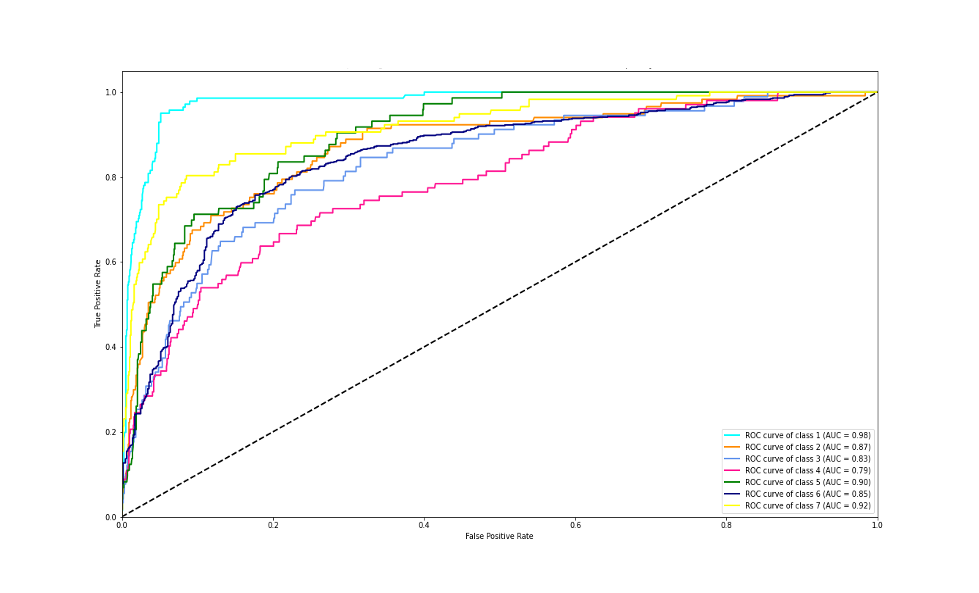 1.0
0.8
0.6
0.4
0.2
0.0
True Positive Rate
ROC curve of class 1 (AUC = 0.98)
ROC curve of class 2 (AUC = 0.87)
ROC curve of class 3 (AUC = 0.83)
ROC curve of class 4 (AUC = 0.79)
ROC curve of class 5 (AUC = 0.90)
ROC curve of class 6 (AUC = 0.85)
ROC curve of class 7 (AUC = 0.92)
0.0 0.2 0.4 0.6 0.8 1.0
False Positive Rate